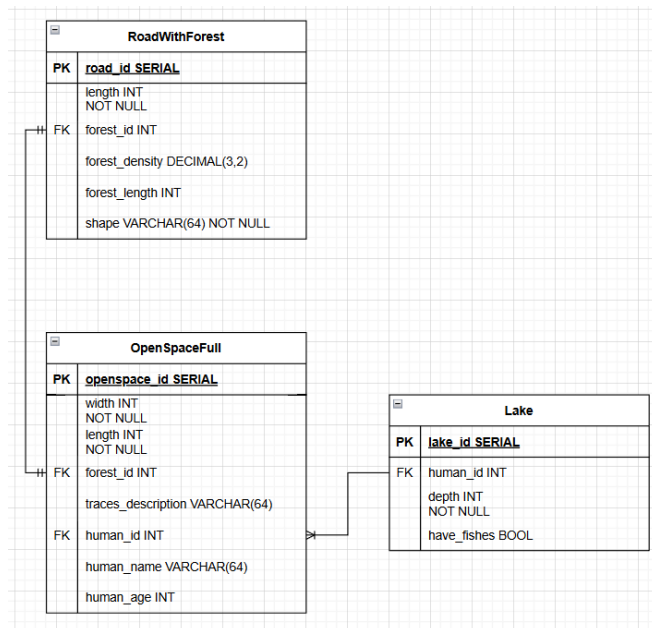 RoadWithForest
PK road_id SERIAL
length INT
NOT NULL
FK forest_id INT
forest_density DECIMAL(3,2)
forest_length INT
shape VARCHAR(64) NOT NULL
OpenSpaceFull
PK openspace_id SERIAL
width INT
NOT NULL
length INT
NOT NULL
FK forest_id INT
traces_description VARCHAR(64)
FK human_id INT
human_name VARCHAR(64)
human_age INT
Lake
PK lake_id SERIAL
FK human_id INT
depth INT
NOT NULL
have_fishes BOOL